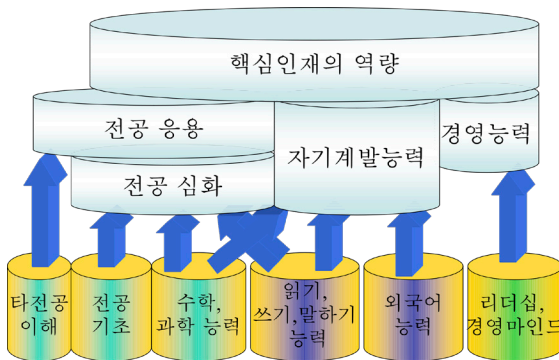 핵심인재의 역량
전공 응용
경영능력
자기계발능력
전공 심화
타전공
이해
전공
기초
수학,
과학 능력
읽기,
쓰기,말하기
능력
외국어
능력
리더십,
경영마인드